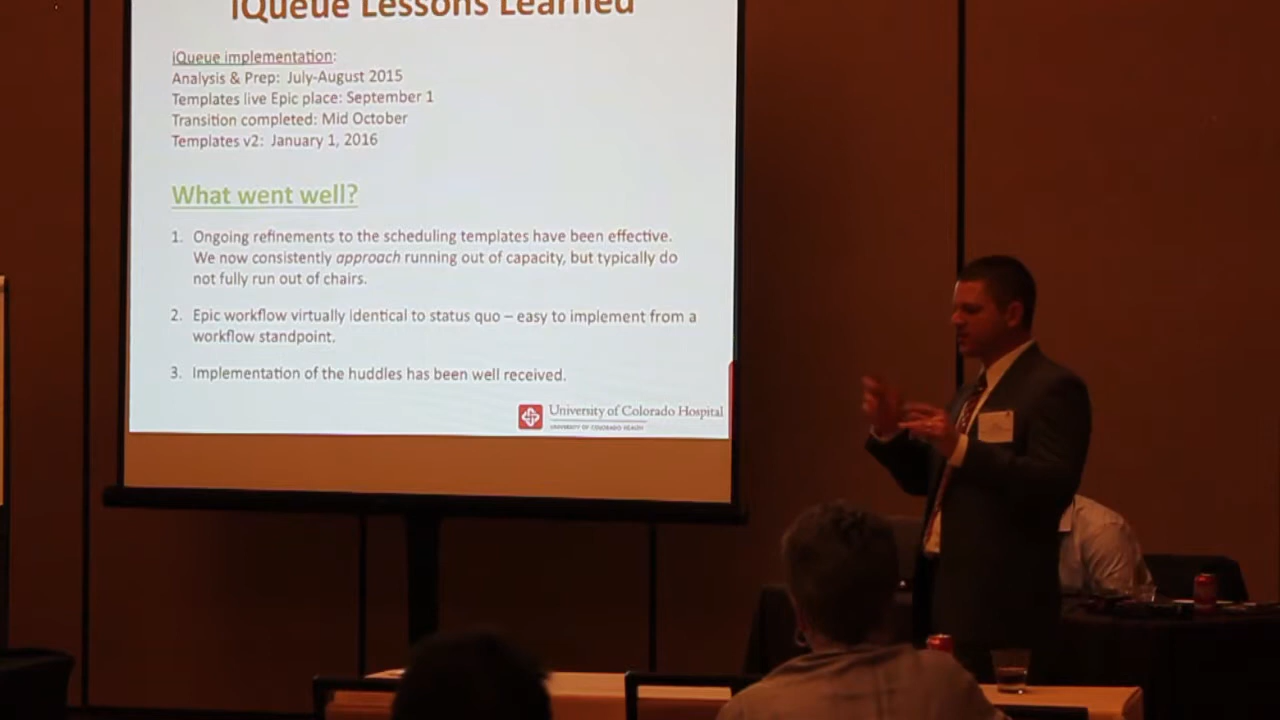 iQueue Lessons Learned
iQueue implementation:
Analysis & Prep: July-August 2015
Templates live Epic place: September 1
Transition completed: Mid October
Templates v2: January 1, 2016
What went well?
1. Ongoing refinements to the scheduling templates have been effective.
We now consistently approach running out of capacity, but typically do
not fully run out of chairs.
2. Epic workflow virtually identical to status quo – easy to implement from a
workflow standpoint.
3. Implementation of the huddles has been well received.
University of Colorado Hospital
UNIVERSITY OF COLORADO HEALTH